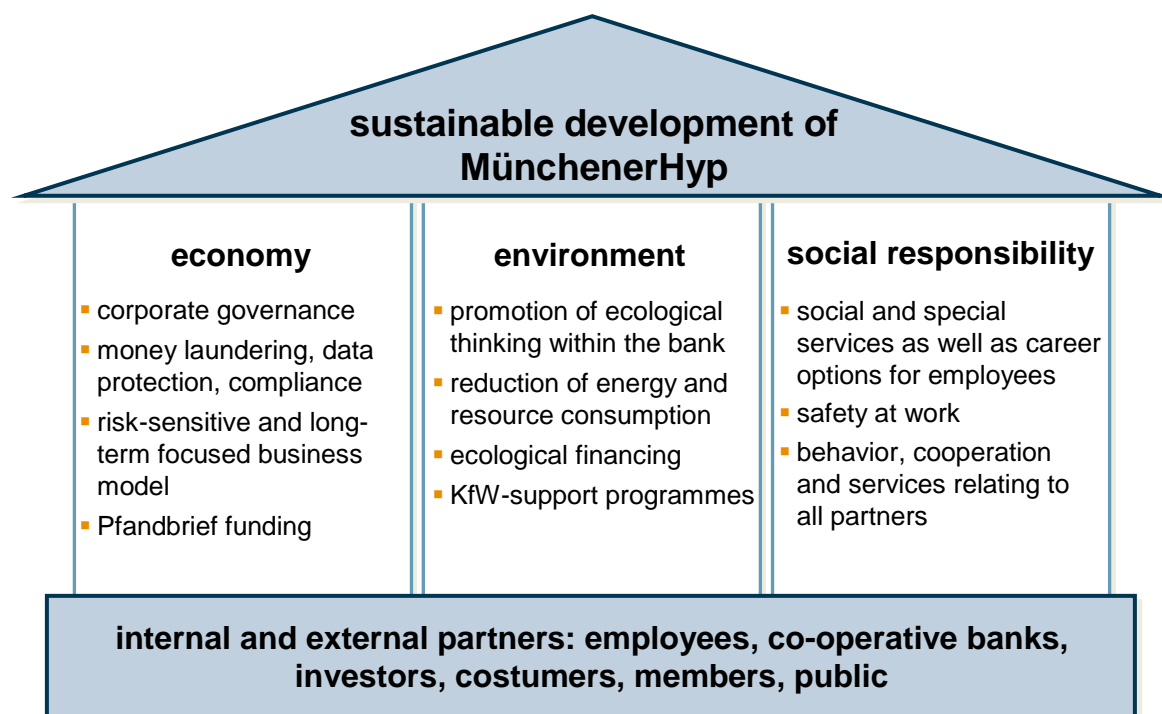 sustainable development of
MünchenerHyp
economy
corporate governance
money laundering, data
protection, compliance
risk-sensitive and long-
term focused business
model
Pfandbrief funding
environment
promotion of ecological
thinking within the bank
reduction of energy and
resource consumption
ecological financing
KfW-support programmes
social responsibility
social and special
services as well as career
options for employees
safety at work
behavior, cooperation
and services relating to
all partners
internal and external partners: employees, co-operative banks,
investors, costumers, members, public